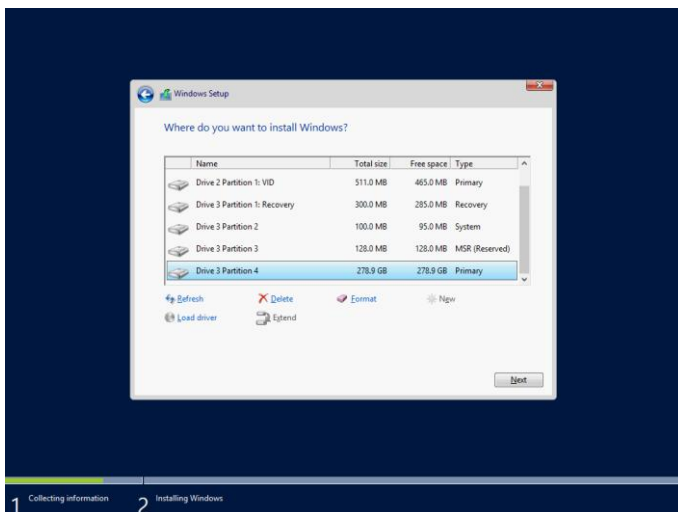 Windows Setup
Where do you want to install Windows?
Name Total size Free space Type
Drive 2 Partition 1: VID 511.0 MB 465.0 MB Primary
Drive 3 Partition 1: Recovery 300.0 MB 285.0 MB Recovery
Drive 3 Partition 2 100.0 MB 95.0 MB System
Drive 3 Partition 3 128.0 MB 128.0 MB MSR (Reserved)
Drive 3 Partition 4 278.9 GB 278.9 GB Primary
Refresh Delete Format New
Load driver Extend
Next
1 Collecting information 2 Installing Windows